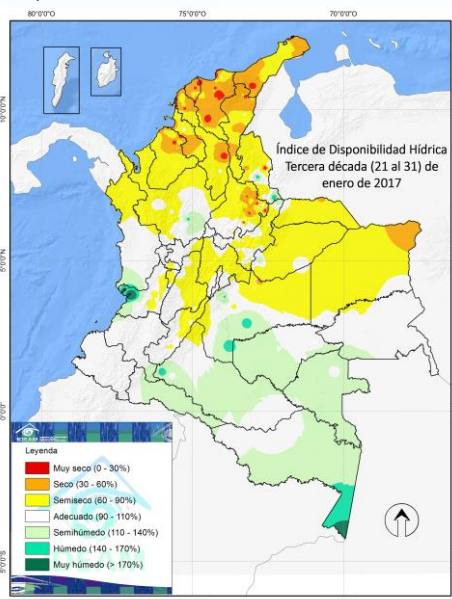 80°0'0"O
75°0'0"O
70°0'0"O
10°0'0"N
Índice de Disponibilidad Hídrica
Tercera década (21 al 31) de
enero de 2017
5°0'0"N
0°0'0"
Leyenda
Muy seco (0 - 30%)
Seco (30 - 60%)
Semiseco (60 - 90%)
Adecuado (90 - 110%)
Semihúmedo (110 - 140%)
Húmedo (140 - 170%)
Muy húmedo (> 170%)
5°0'0"S